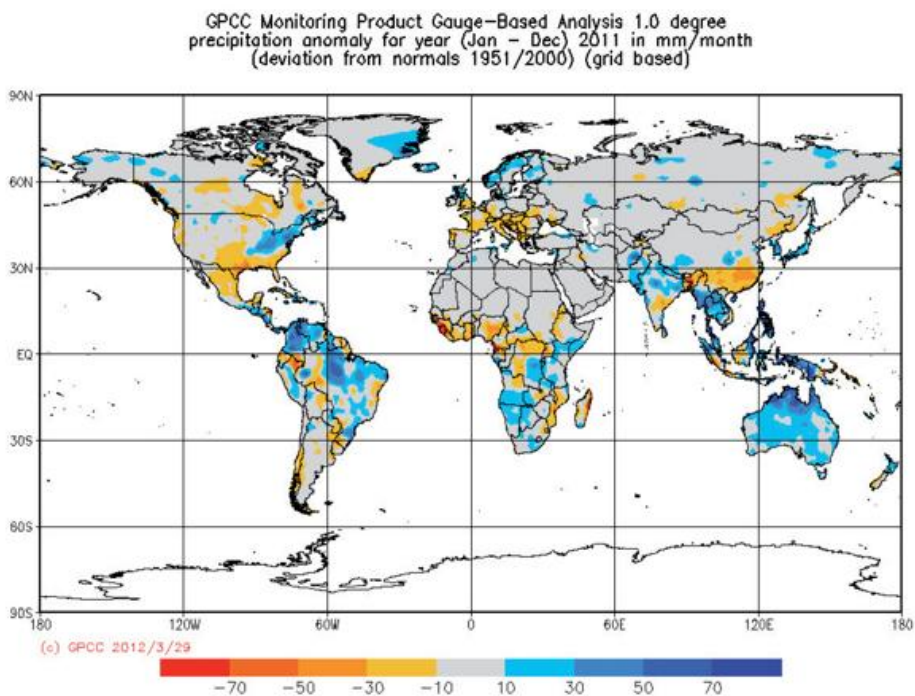 GPCC Monitoring Product Gauge-Based Analysis 1.0 degree
precipitation anomaly for year (Jan - Dec) 2011 in mm/month
(deviation from normals 1951/2000) (grid based)
90N
60N
30N
EQ
30S
60S
90S
180 120W 60W 0 60E 120E 180
(c) GPCC 2012/3/29
-70 -50 -30 -10 10 30 50 70